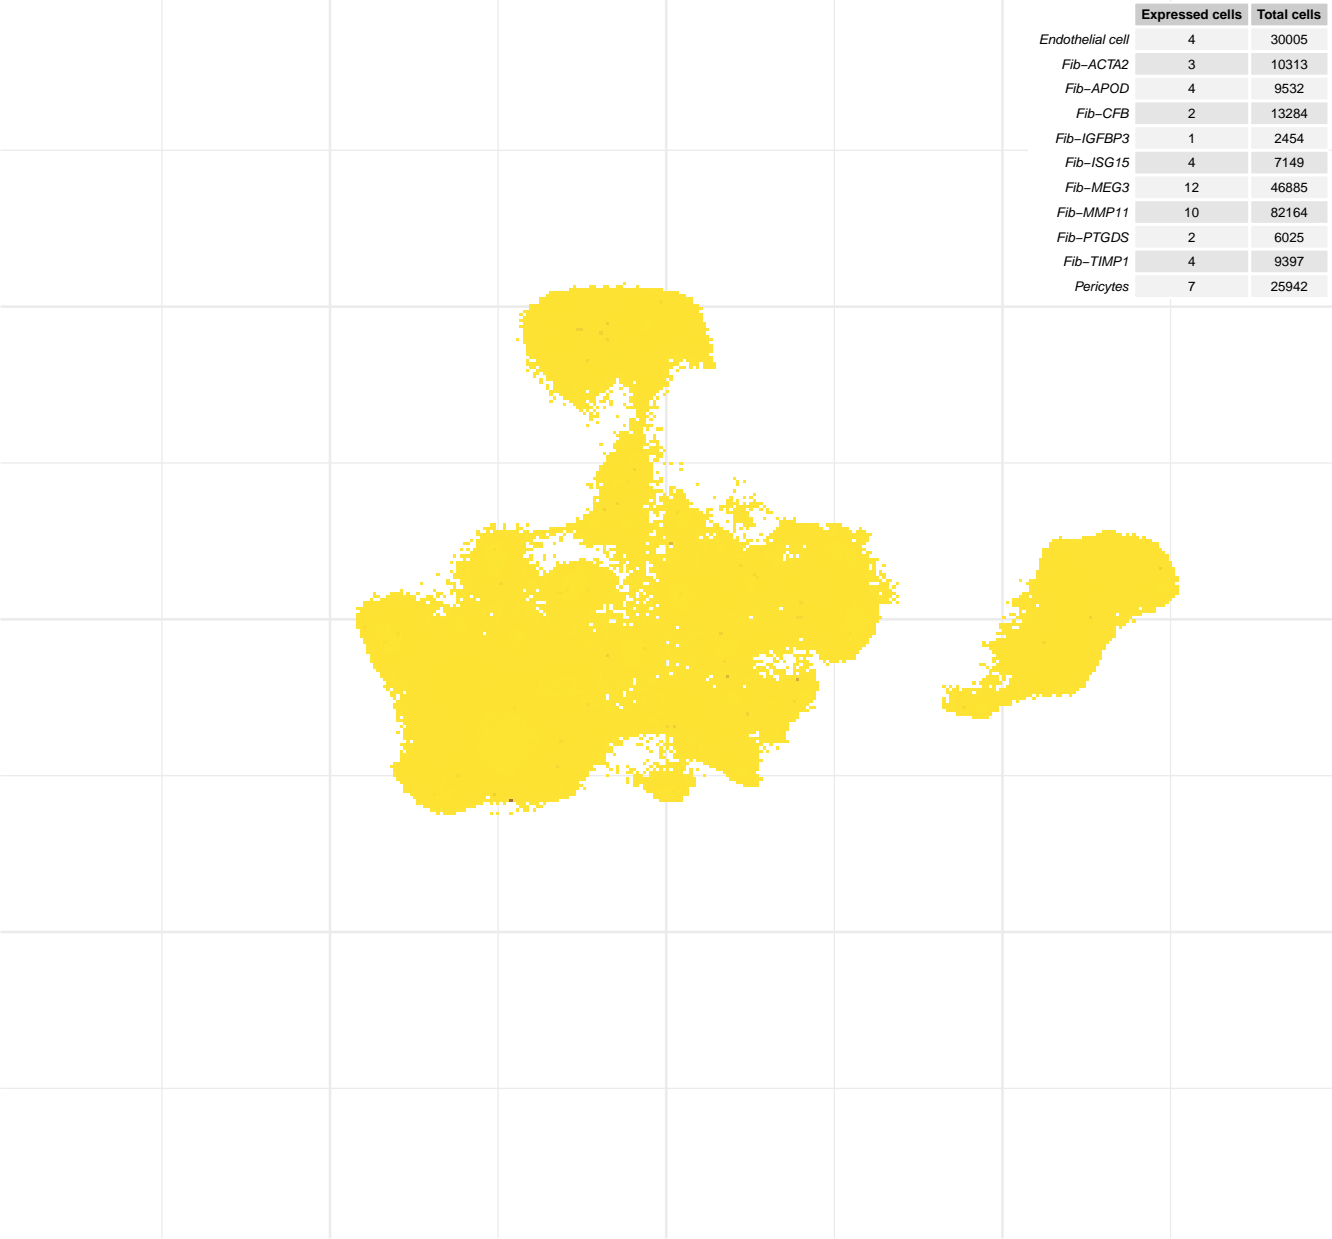 Expressed cells Total cells
Endothelial cell 4 30005
Fib−ACTA2 3 10313
Fib−APOD 4 9532
Fib−CFB 2 13284
Fib−IGFBP3 1 2454
Fib−ISG15 4 7149
Fib−MEG3 12 46885
Fib−MMP11 10 82164
Fib−PTGDS 2 6025
Fib−TIMP1 4 9397
Pericytes 7 25942